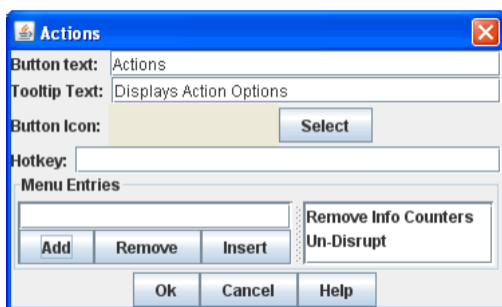 Actions
Button text: Actions
Tooltip Text: Displays Action Options
Button Icon: Select
Hotkey:
Menu Entries
Remove Info Counters
Un-Disrupt
Add Remove Insert
Ok Cancel Help